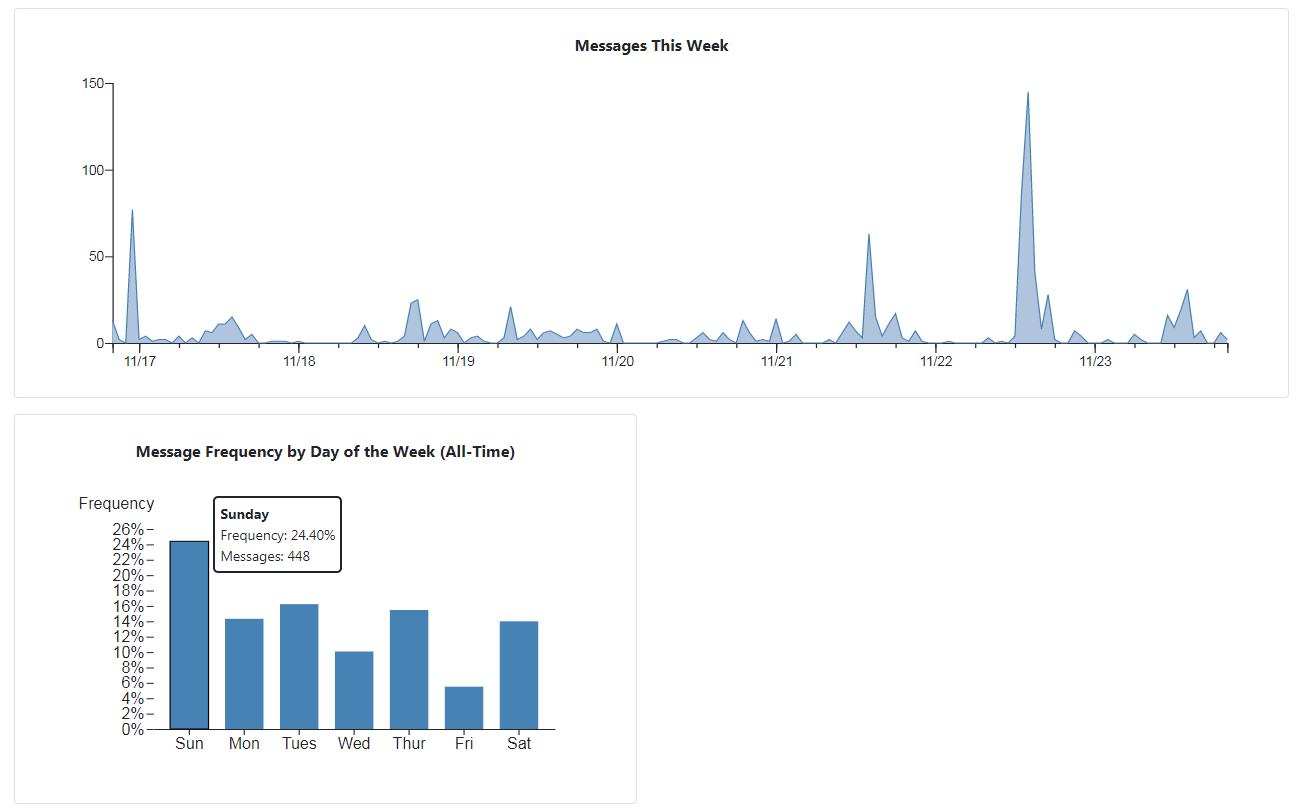 Messages This Week
150
100
50
0
11/17 11/18 11/19 11/20 11/21 11/22 11/23
Message Frequency by Day of the Week (All-Time)
Frequency
Sunday
Frequency: 24.40%
Messages: 448
26%
24%
22%
20%
18%
16%
14%
12%
10%
8%
6%
4%
2%
0%
Sun Mon Tues Wed Thur Fri Sat